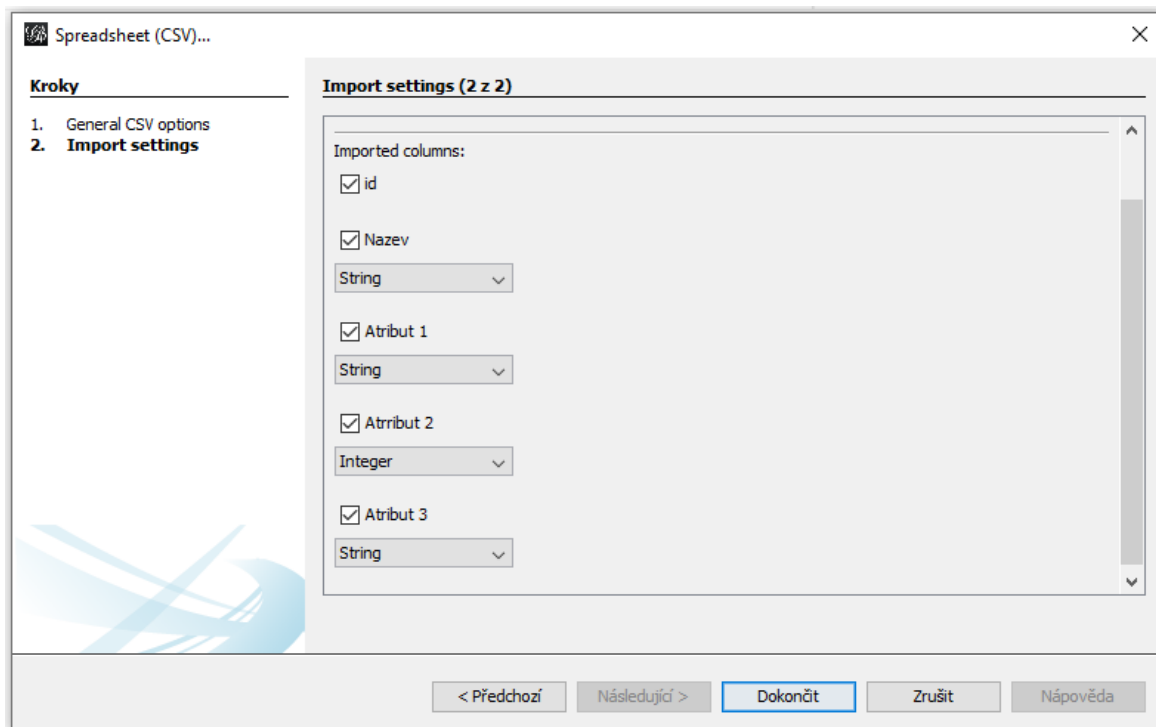 Spreadsheet (CSV)...
Kroky
1. General CSV options
2. Import settings
Import settings (2 z 2)
Imported columns:
id
Nazev
String
Atribut 1
String
Atrribut 2
Integer
Atribut 3
String
< Předchozí
Následující >
Dokončit
Zrušit
Nápověda